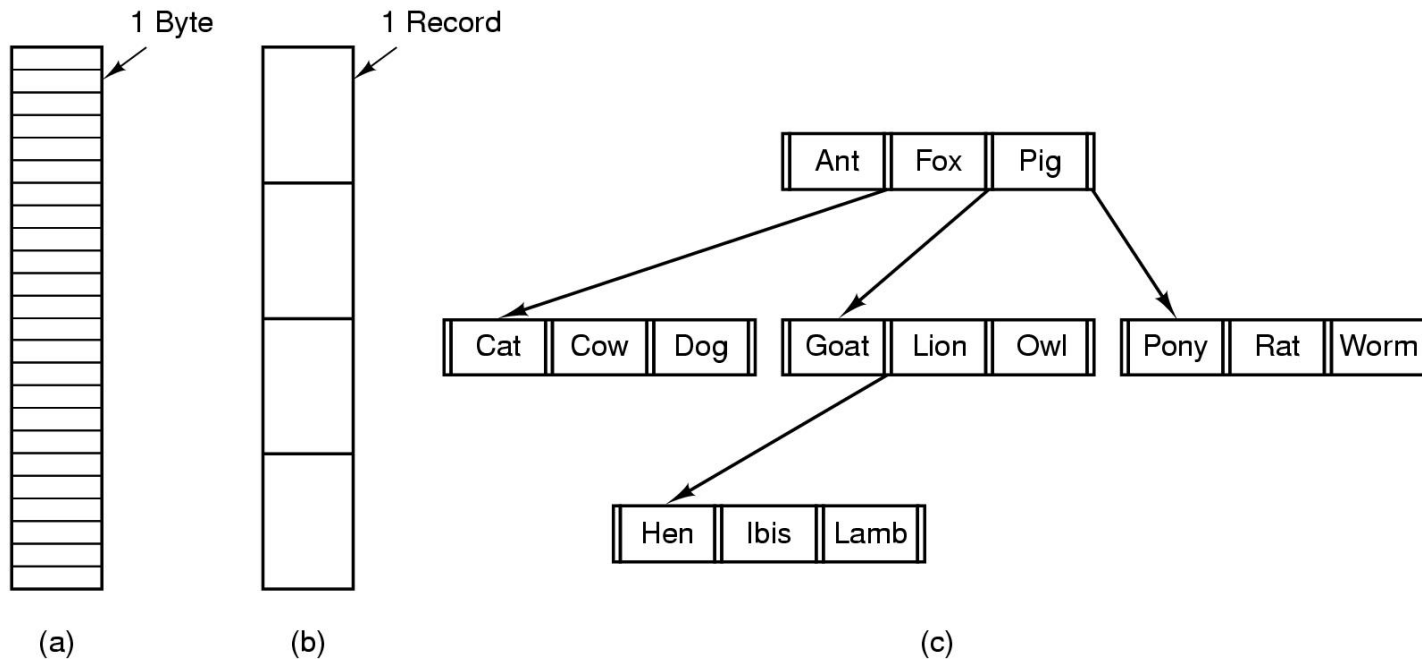 1 Byte
1 Record
Ant Fox Pig
Cat Cow Dog Goat Lion Owl Pony Rat Worm
Hen Ibis Lamb
(a) (b) (c)